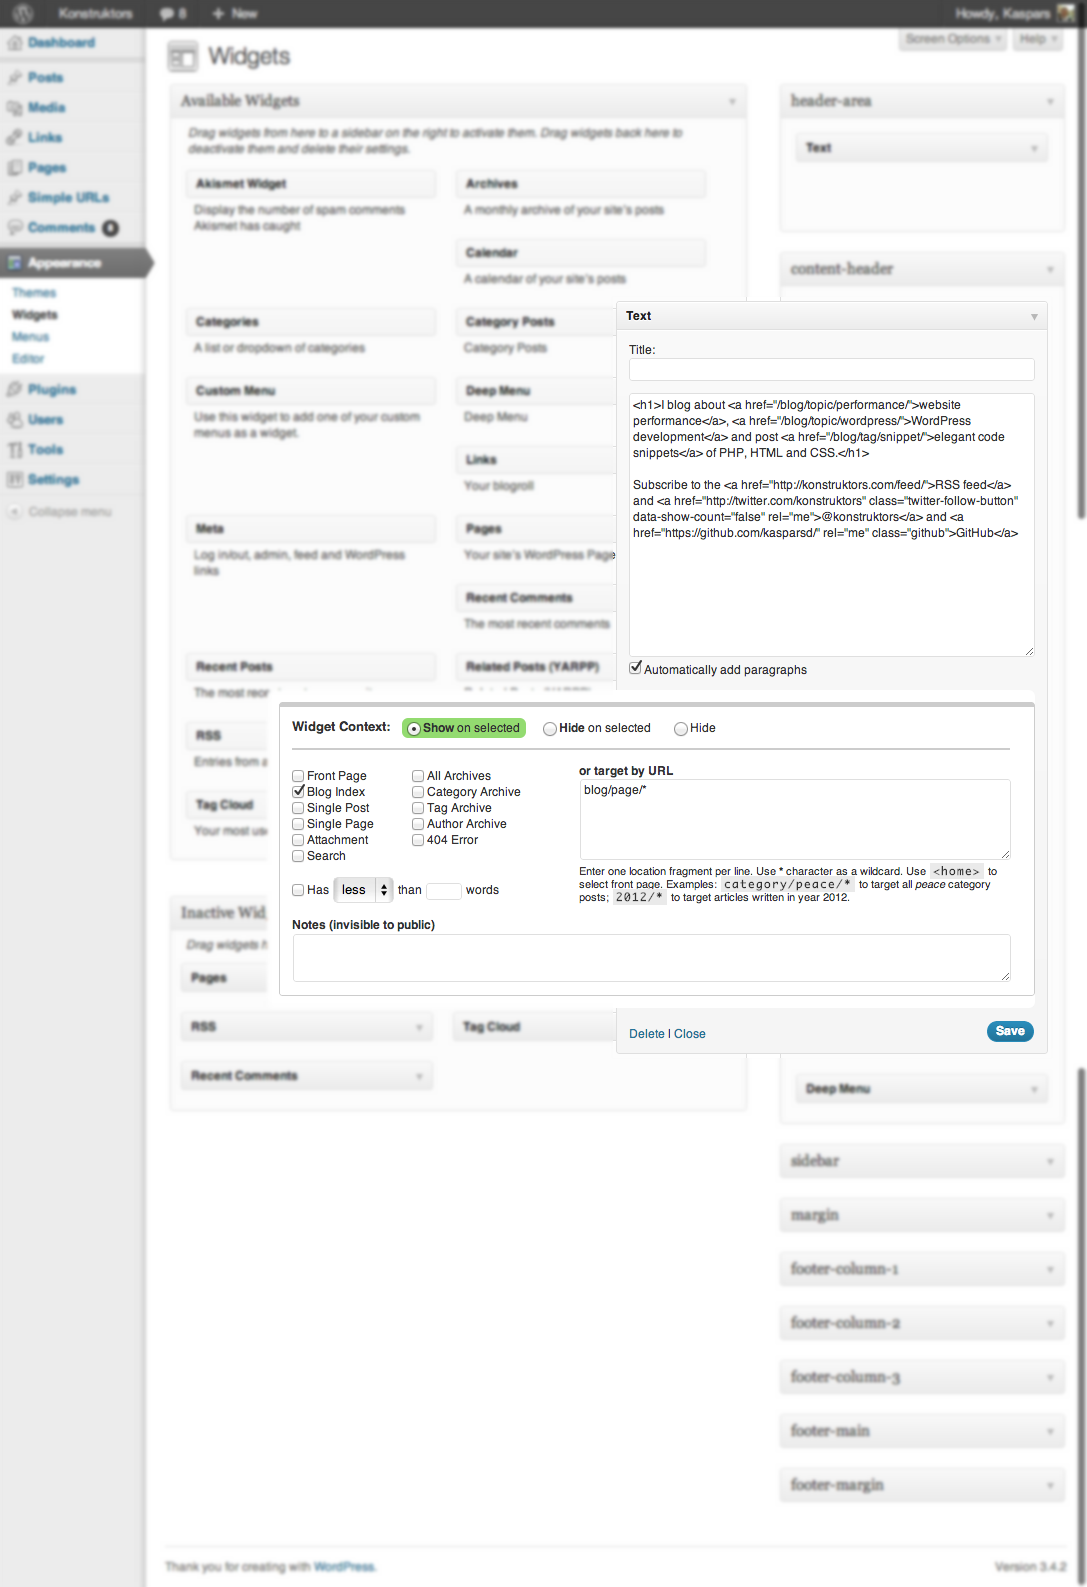 Konstruktors
8
+ New
Howdy, Kaspars
Dashboard
Posts
Media
Links
Pages
Simple URLs
Comments
Appearance
Themes
Widgets
Menus
Editor
Plugins
Users
Tools
Settings
Collapse menu
Screen Options
Help
Widgets
Available Widgets
Drag widgets from here to a sidebar on the right to activate them. Drag widgets back here to
deactivate them and delete their settings.
Akismet Widget
Display the number of spam comments
Akismet has caught
Archives
A monthly archive of your site's posts
Calendar
A calendar of your site's posts
Categories
A list or dropdown of categories
Category Posts
Category Posts
Custom Menu
Use this widget to add one of your custom
menus as a widget.
Deep Menu
Deep Menu
Links
Your blogroll
Meta
Log in/out, admin, feed and WordPress
links
Pages
Your site's WordPress Page
Recent Comments
The most recent comments
Recent Posts
The most recen
Related Posts (YARPP)
RSS
Entries from a
Tag Cloud
Your most us
header-area
Text
content-header
Text
Title:
<h1>I blog about <a href="/blog/topic/performance/">website
performance</a>, <a href="/blog/topic/wordpress/">WordPress
development</a> and post <a href="/blog/tag/snippet/">elegant code
snippets</a> of PHP, HTML and CSS.</h1>
Subscribe to the <a href="http://konstruktors.com/feed/">RSS feed</a>
and <a href="http://twitter.com/konstruktors" class="twitter-follow-button"
data-show-count="false" rel="me">@konstruktors</a> and <a
href="https://github.com/kasparsd/" rel="me" class="github">GitHub</a>
Automatically add paragraphs
Widget Context: Show on selected Hide on selected Hide
Front Page
Blog Index
Single Post
Single Page
Attachment
Search
All Archives
Category Archive
Tag Archive
Author Archive
404 Error
Has less than words
or target by URL
blog/page/*
Enter one location fragment per line. Use * character as a wildcard. Use <home> to
select front page. Examples: category/peace/* to target all peace category
posts; 2012/* to target articles written in year 2012.
Notes (invisible to public)
Delete | Close
Save
Inactive Wid
Drag widgets h
Pages
RSS
Tag Cloud
Recent Comments
Deep Menu
sidebar
margin
footer-column-1
footer-column-2
footer-column-3
footer-main
footer-margin
Thank you for creating with WordPress.
Version 3.4.2